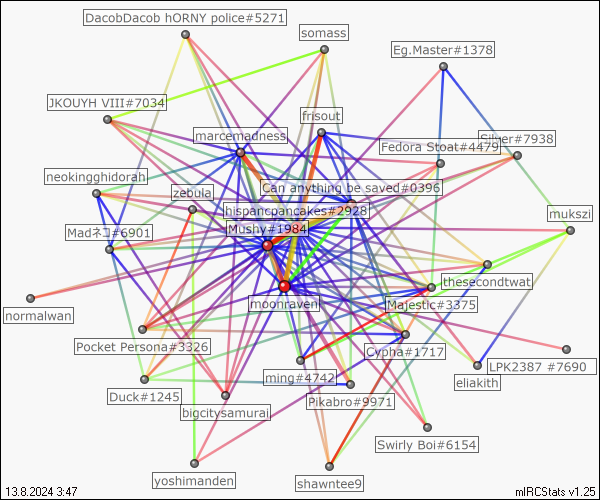 DacobDacob hORNY police#5271
somass
Eg.Master#1378
JKOUYH VIII#7034
frisout
marcemadness
Silver#7938
Fedora Stoat#4479
neokingghidorah
zebula
Can anything be saved#0396
hispancpancakes#2928
mukszi
Madネコ#6901
Mushy#1984
thesecondtwat
moonraveni
Majestic#3375
normalwan
Pocket Persona#3326
Cypha#1717
LPK2387 #7690
ming#4742
eliakith
Duck#1245
Pikabro#9971
bigcitysamurai
Swirly Boi#6154
yoshimanden
shawntee9
13.8.2024 3:47
mIRCStats v1.25